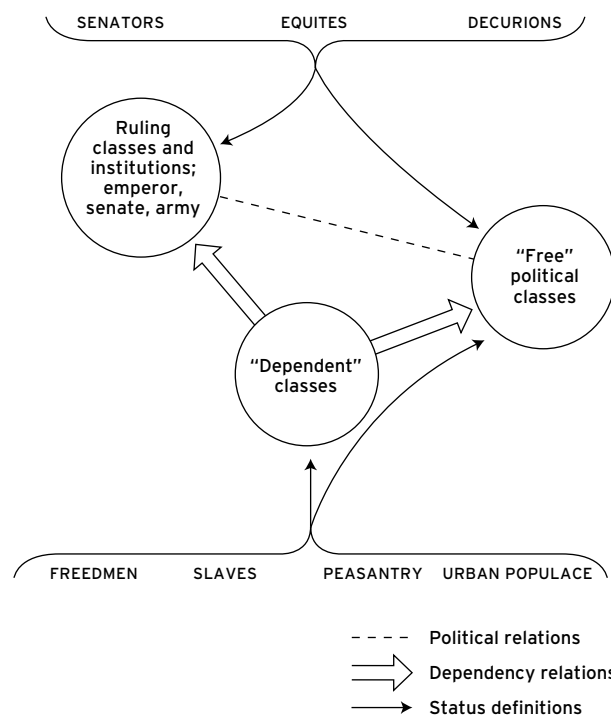 SENATORS EQUITES DECURIONS
Ruling
classes and
institutions;
emperor,
senate, army
“Free”
political
classes
“Dependent”
classes
FREEDMEN SLAVES PEASANTRY URBAN POPULACE
Political relations
Dependency relations
Status definitions